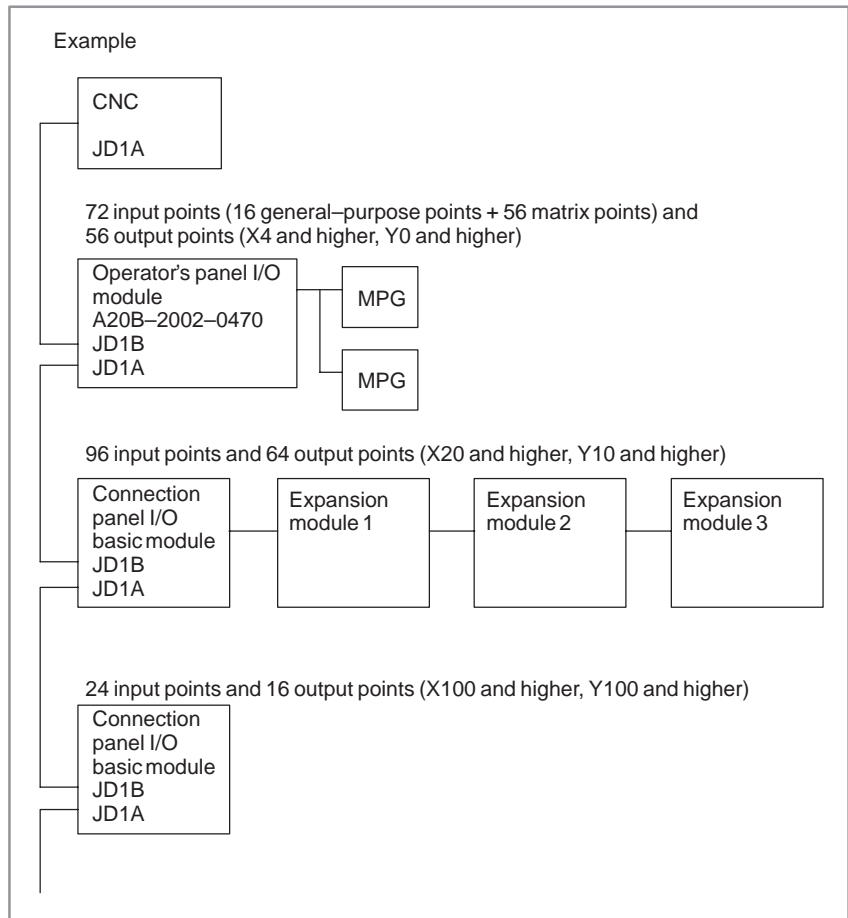 Example
CNC
JD1A
72 input points (16 general–purpose points + 56 matrix points) and
56 output points (X4 and higher, Y0 and higher)
Operator's panel I/O
module
A20B–2002–0470
JD1B
JD1A
MPG
MPG
96 input points and 64 output points (X20 and higher, Y10 and higher)
Connection
panel I/O
basic module
JD1B
JD1A
Expansion
module 1
Expansion
module 2
Expansion
module 3
24 input points and 16 output points (X100 and higher, Y100 and higher)
Connection
panel I/O
basic module
JD1B
JD1A